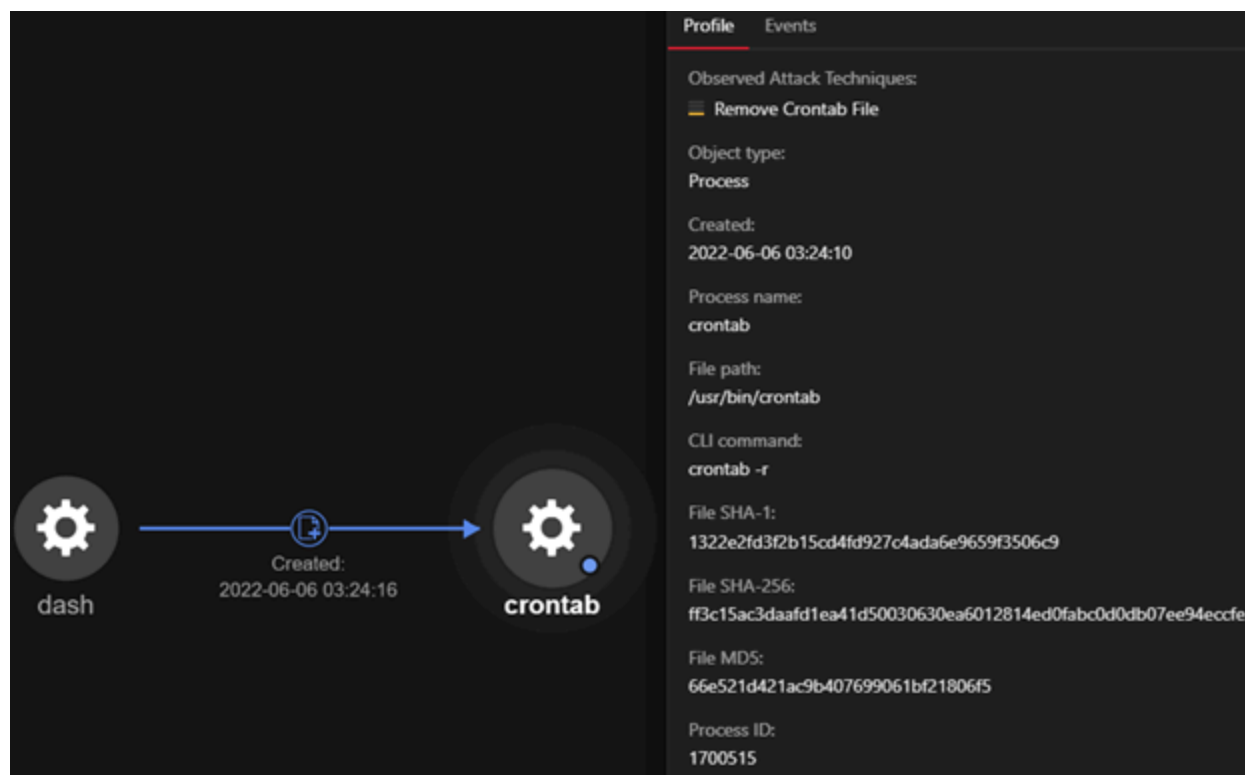 Profile Events
Observed Attack Techniques:
Remove Crontab File
Object type:
Process
Created:
2022-06-06 03:24:10
Process name:
crontab
File path:
/usr/bin/crontab
CLI command:
crontab -r
File SHA-1:
1322e2fd3f2b15cd4fd927c4ada6e9659f3506c9
File SHA-256:
ff3c15ac3daafd1ea41d50030630ea6012814ed0fabc0d0db07ee94eccfe
File MD5:
66e521d421ac9b407699061bf21806f5
Process ID:
1700515
dash
Created:
2022-06-06 03:24:16
crontab